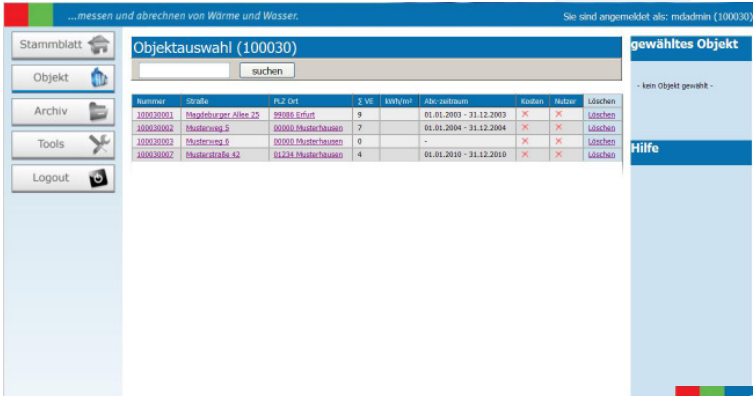 ...messen und abrechnen von Wärme und Wasser.
Sie sind angemeldet als: mdadmin (100030)
Stammblatt
Objekt
Archiv
Tools
Logout
Objektauswahl (100030)
suchen
Nummer Straße PLZ Ort Σ VE kWh/m² Abr.-zeitraum Kosten Nutzer Löschen
100030001 Magdeburger Allee 25 99086 Erfurt 9 01.01.2003 - 31.12.2003 Löschen
100030002 Musterweg 5 00000 Musterhausen 7 01.01.2004 - 31.12.2004 Löschen
100030003 Musterweg 6 00000 Musterhausen 0 - Löschen
100030007 Musterstraße 42 01234 Musterhausen 4 01.01.2010 - 31.12.2010 Löschen
gewähltes Objekt
- kein Objekt gewählt -
Hilfe